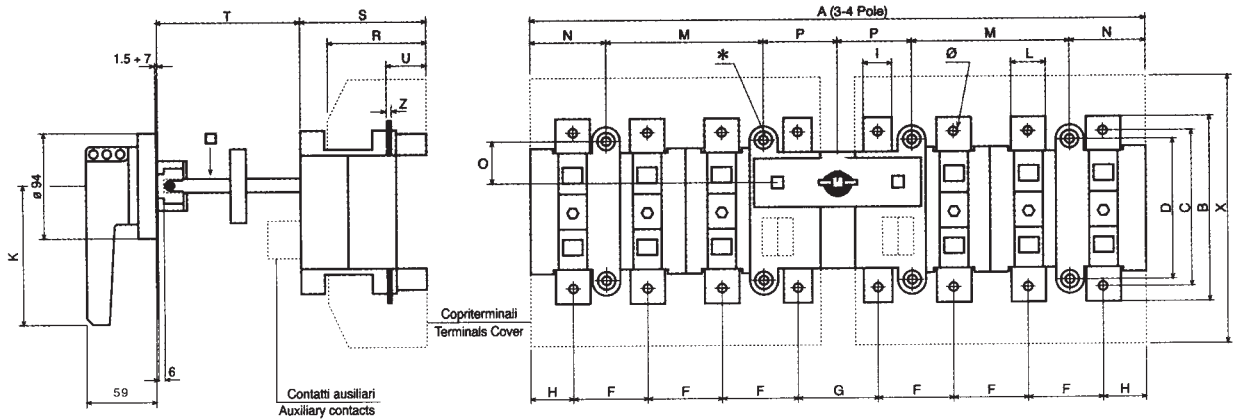 T
S
A (3-4 Pole)
R
N
M
P
P
M
N
1.5 ÷ 7
U
*
I
Ø
L
Z
O
ø 94
K
D
C
B
X
Copriterminali
Terminals Cover
6
59
Contatti ausiliari
Auxiliary contacts
H
F
F
F
G
F
F
F
H